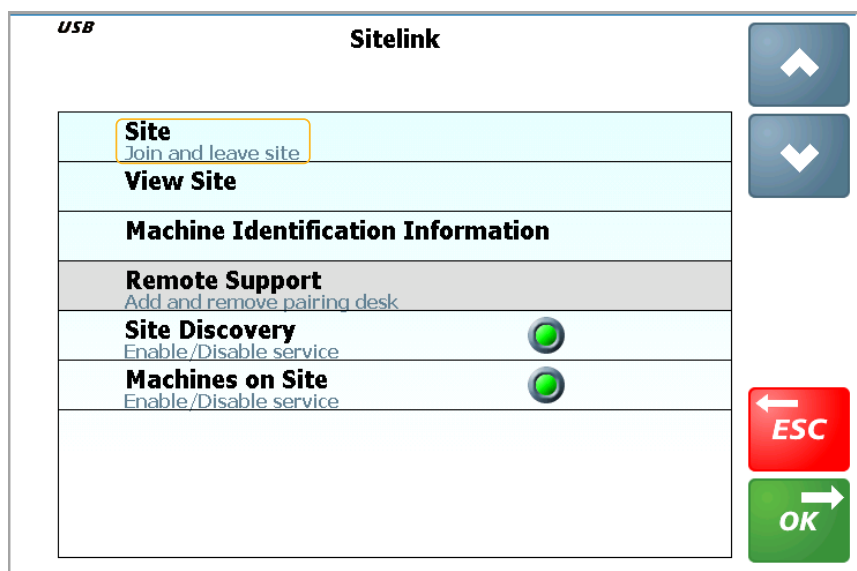 USB
Sitelink
Site
Join and leave site
View Site
Machine Identification Information
Remote Support
Add and remove pairing desk
Site Discovery
Enable/Disable service
Machines on Site
Enable/Disable service
ESC
OK